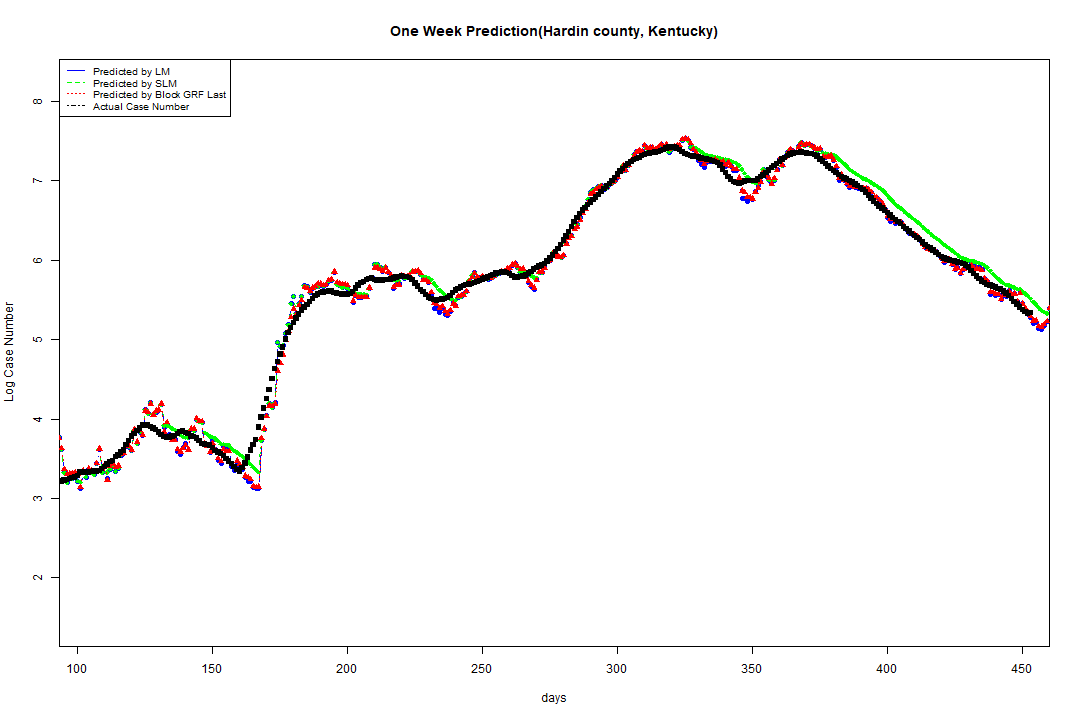 One Week Prediction(Hardin county, Kentucky)
Predicted by LM
Predicted by SLM
Predicted by Block GRF Last
Actual Case Number
8
7
6
5
4
3
2
Log Case Number
100 150 200 250 300 350 400 450
days